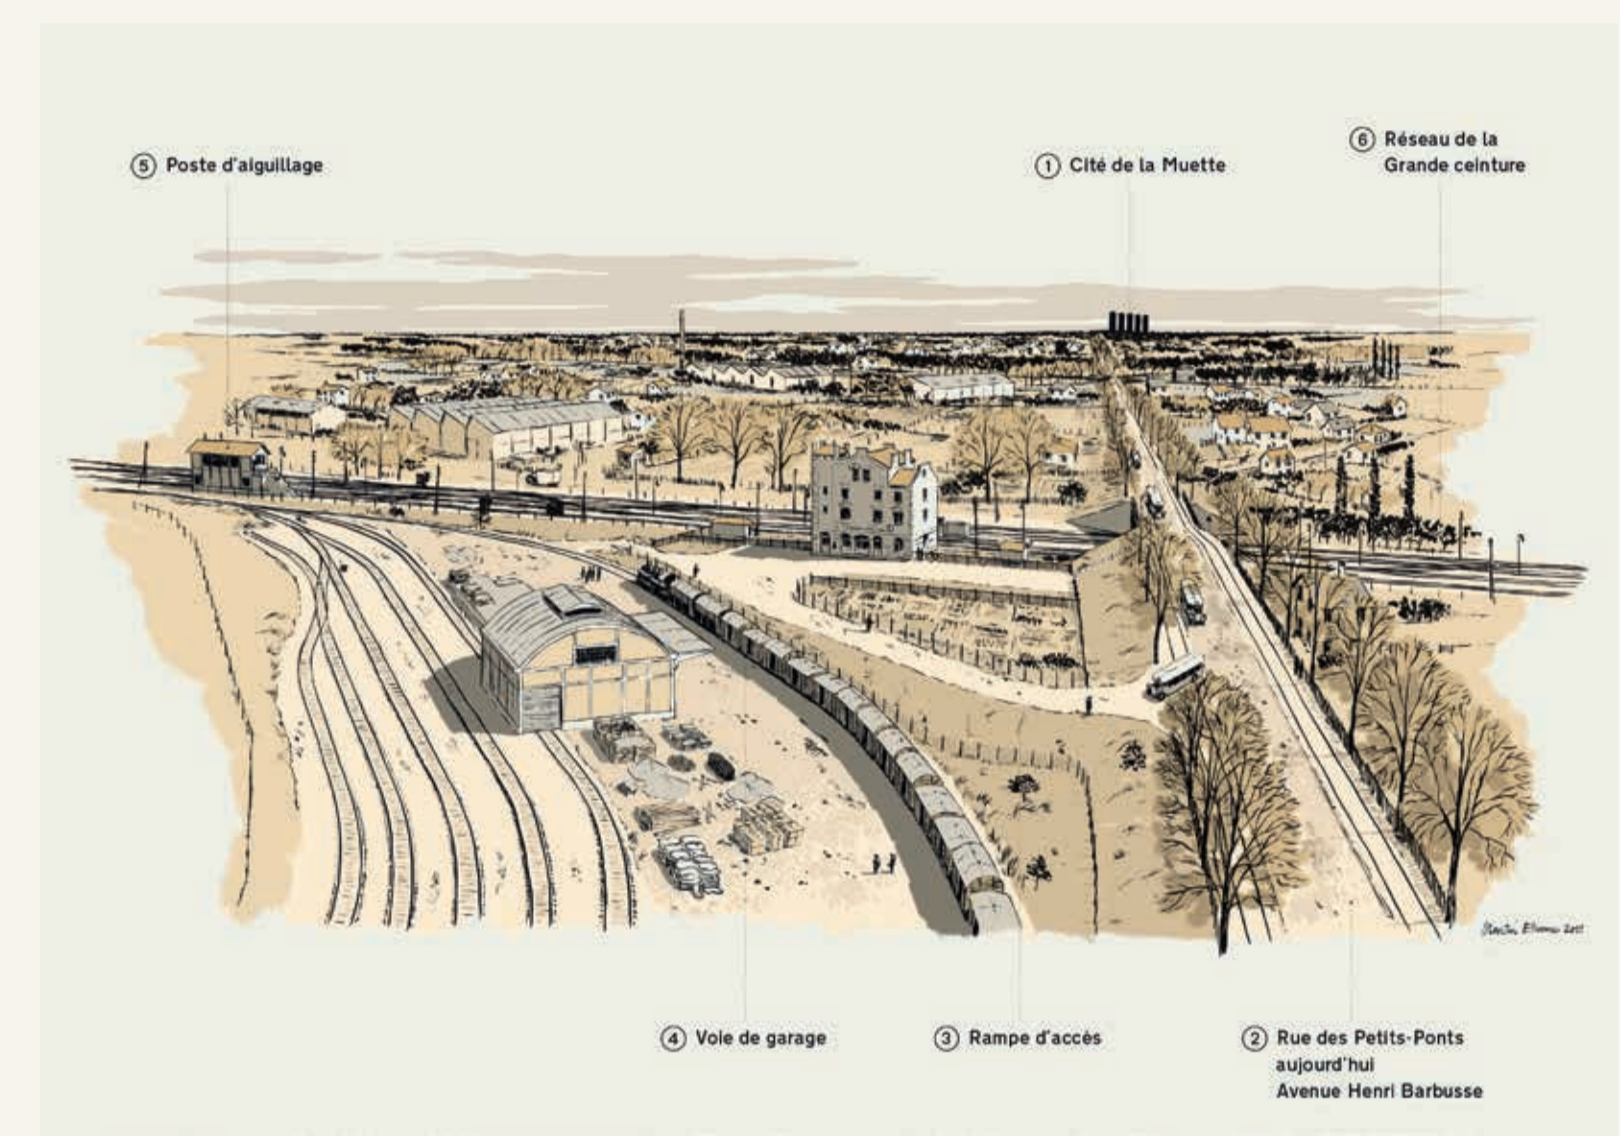 ⑤ Poste d'aiguillage
① Cité de la Muette
⑥ Réseau de la
Grande ceinture
④ Voie de garage
③ Rampe d'accès
② Rue des Petits-Ponts
aujourd'hui
Avenue Henri Barbusse